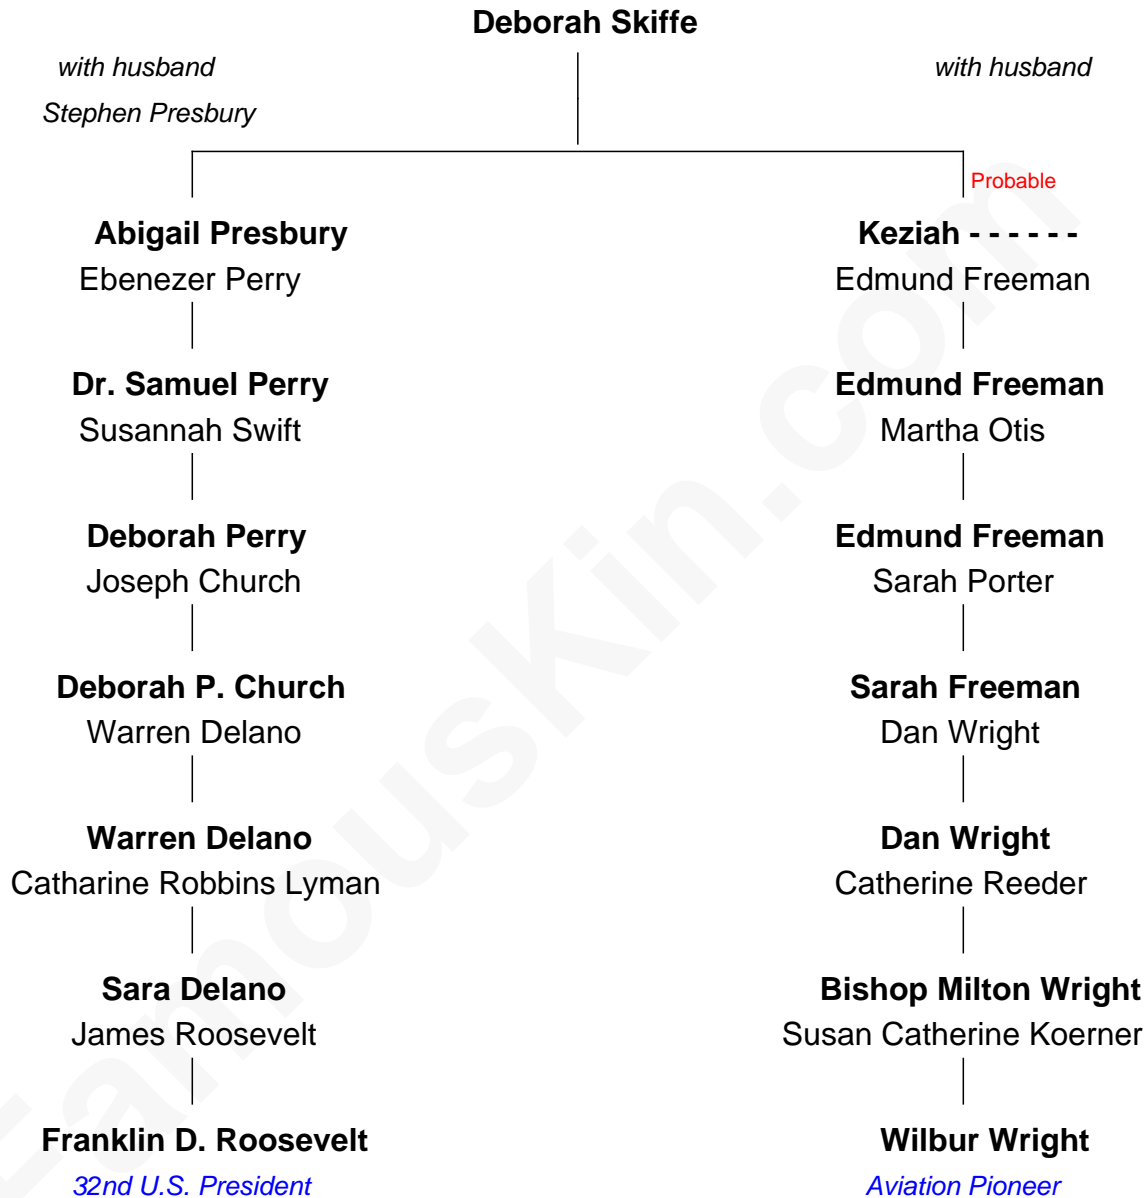 Deborah Skiffe
with husband
Stephen Presbury
with husband
Probable
Abigail Presbury
Ebenezer Perry
Keziah - - - - - -
Edmund Freeman
Dr. Samuel Perry
Susannah Swift
Edmund Freeman
Martha Otis
Deborah Perry
Joseph Church
Edmund Freeman
Sarah Porter
Deborah P. Church
Warren Delano
Sarah Freeman
Dan Wright
Warren Delano
Catharine Robbins Lyman
Dan Wright
Catherine Reeder
Sara Delano
James Roosevelt
Bishop Milton Wright
Susan Catherine Koerner
Franklin D. Roosevelt
32nd U.S. President
Wilbur Wright
Aviation Pioneer
FamousKin.com